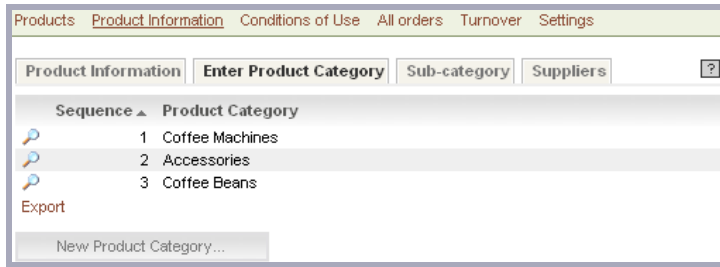 Products Product Information Conditions of Use All orders Turnover Settings
Product Information Enter Product Category Sub-category Suppliers ?
Sequence Product Category
1 Coffee Machines
2 Accessories
3 Coffee Beans
Export
New Product Category...